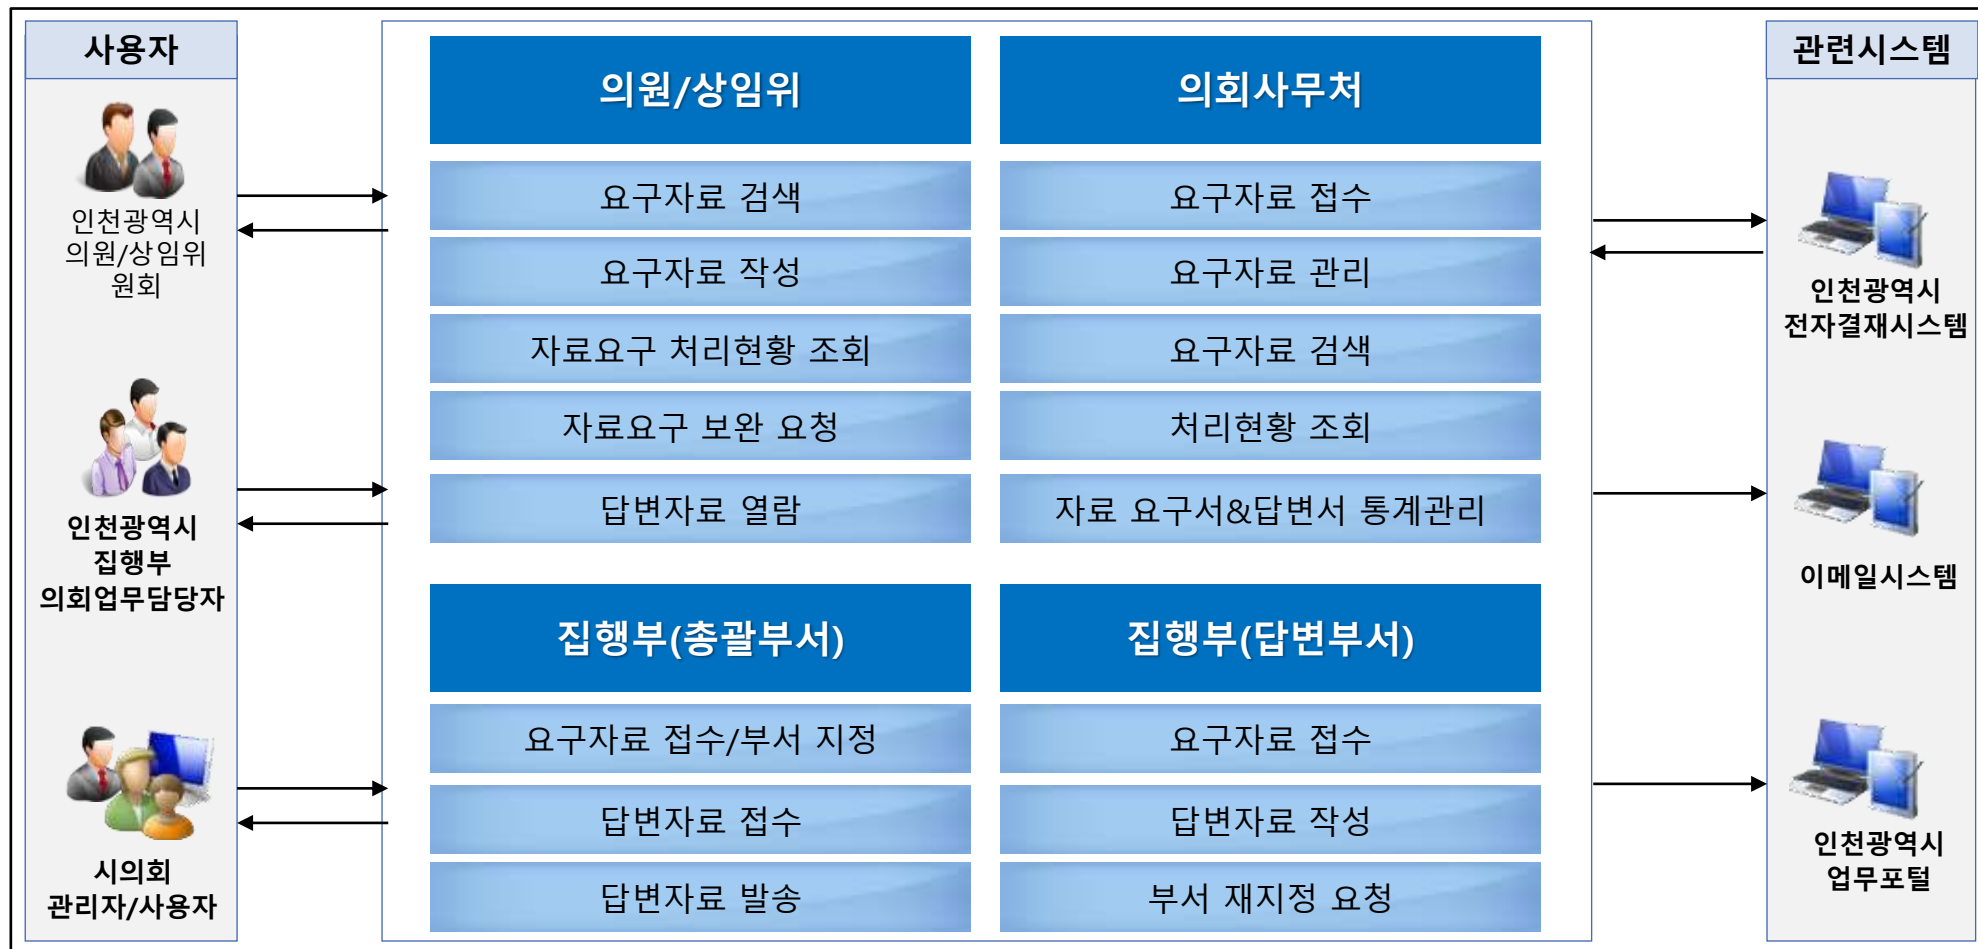 사용자
인천광역시
의원/상임위
원회
인천광역시
집행부
의회업무담당자
시의회
관리자/사용자
의원/상임위
요구자료 검색
요구자료 작성
자료요구 처리현황 조회
자료요구 보완 요청
답변자료 열람
의회사무처
요구자료 접수
요구자료 관리
요구자료 검색
처리현황 조회
자료 요구서&답변서 통계관리
집행부(총괄부서)
요구자료 접수/부서 지정
답변자료 접수
답변자료 발송
집행부(답변부서)
요구자료 접수
답변자료 작성
부서 재지정 요청
관련시스템
인천광역시
전자결재시스템
이메일시스템
인천광역시
업무포털